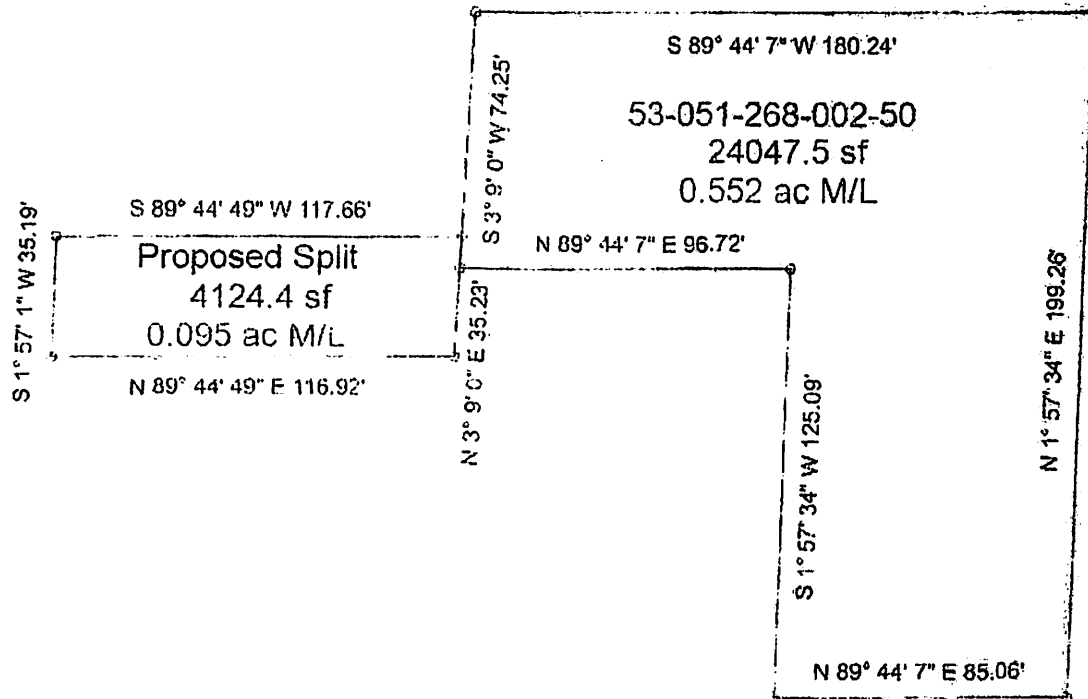 S 89° 44' 7" W 180.24'
S 3° 9' 0" W 74.25'
53-051-268-002-50
24047.5 sf
0.552 ac M/L
S 89° 44' 49" W 117.66'
S 1° 57' 1" W 35.19'
Proposed Split
4124.4 sf
0.095 ac M/L
N 89° 44' 49" E 116.92'
N 3° 9' 0" E 35.23'
N 89° 44' 7" E 96.72'
S 1° 57' 34" W 125.09'
N 1° 57' 34" E 199.26'
N 89° 44' 7" E 85.06'